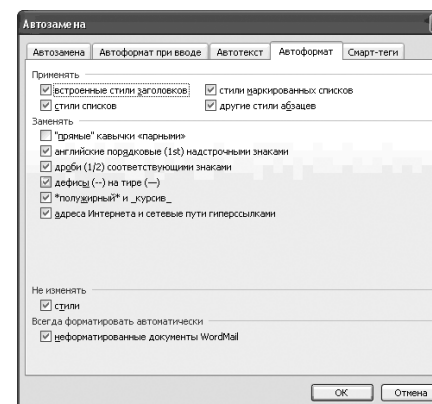 Автозамена
Автозамена Автоформат при вводе Автотекст Автоформат Смарт-теги
Применять
встроенные стили заголовков стили маркированных списков
стили списков другие стили абзацев
Заменять
"прямые" кавычки «парными»
английские порядковые (1st) надстрочными знаками
дроби (1/2) соответствующими знаками
дефисы (--) на тире (—)
*полужирный* и _курсив_
адреса Интернета и сетевые пути гиперссылками
Не изменять
стили
Всегда форматировать автоматически
неформатированные документы WordMail
ОК Отмена